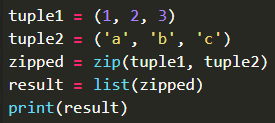 tuple1 = (1, 2, 3)
tuple2 = ('a', 'b', 'c')
zipped = zip(tuple1, tuple2)
result = list(zipped)
print(result)